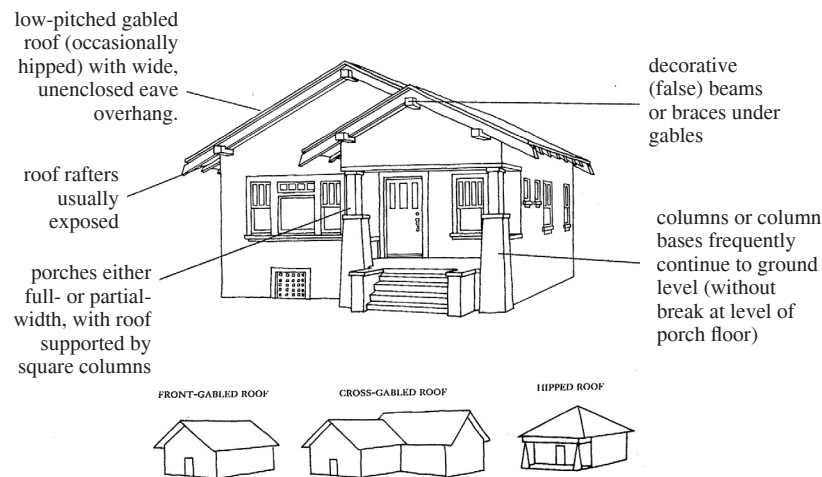 low-pitched gabled
roof (occasionally
hipped) with wide,
unenclosed eave
overhang.
roof rafters
usually
exposed
porches either
full- or partial-
width, with roof
supported by
square columns
decorative
(false) beams
or braces under
gables
columns or column
bases frequently
continue to ground
level (without
break at level of
porch floor)
FRONT-GABLED ROOF
CROSS-GABLED ROOF
HIPPED ROOF